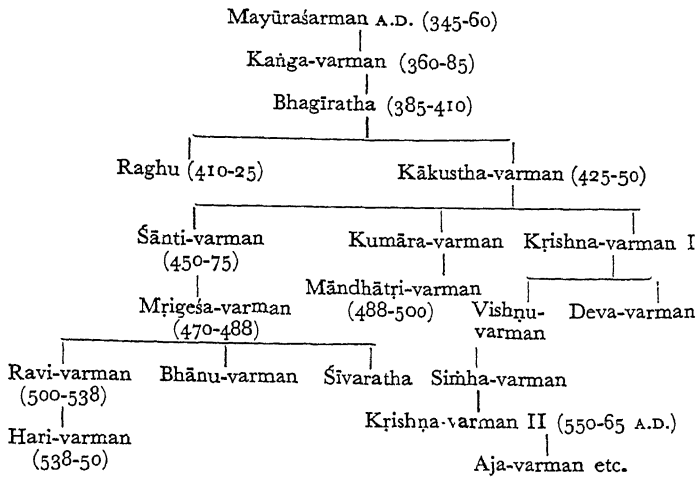 Mayūraśarman A.D. (345-60)
Kaṅga-varman (360-85)
Bhagīratha (385-410)
Raghu (410-25) Kākustha-varman (425-50)
Śānti-varman Kumāra-varman Kṛishna-varman I
(450-75)
Māndhātṛi-varman
(488-500)
Mṛigeśa-varman Vishṇu- Deva-varman
(470-488) varman
Ravi-varman Bhānu-varman Śīvaratha Siṁha-varman
(500-538)
Kṛishṇa-varman II (550-65 A.D.)
Hari-varman
(538-50)
Aja-varman etc.